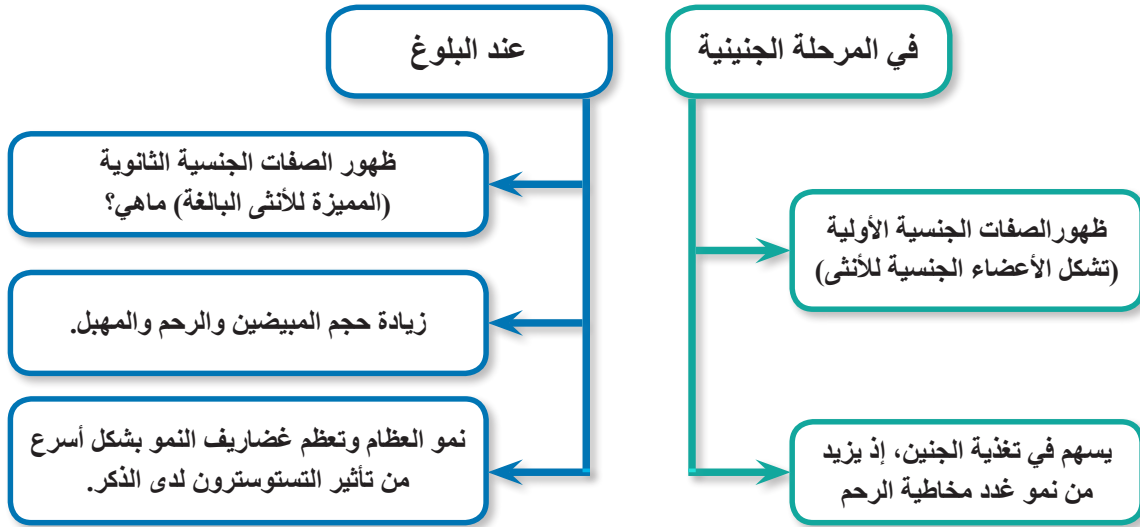 في المرحلة الجنينية
ظهورالصفات الجنسية الأولية
(تشكل الأعضاء الجنسية للأنثى)
يسهم في تغذية الجنين، إذ يزيد
من نمو غدد مخاطية الرحم
عند البلوغ
ظهور الصفات الجنسية الثانوية
(المميزة للأنثى البالغة) ماهي؟
زيادة حجم المبيضين والرحم والمهبل.
نمو العظام وتعظم غضاريف النمو بشكل أسرع
من تأثير التستوسترون لدى الذكر.